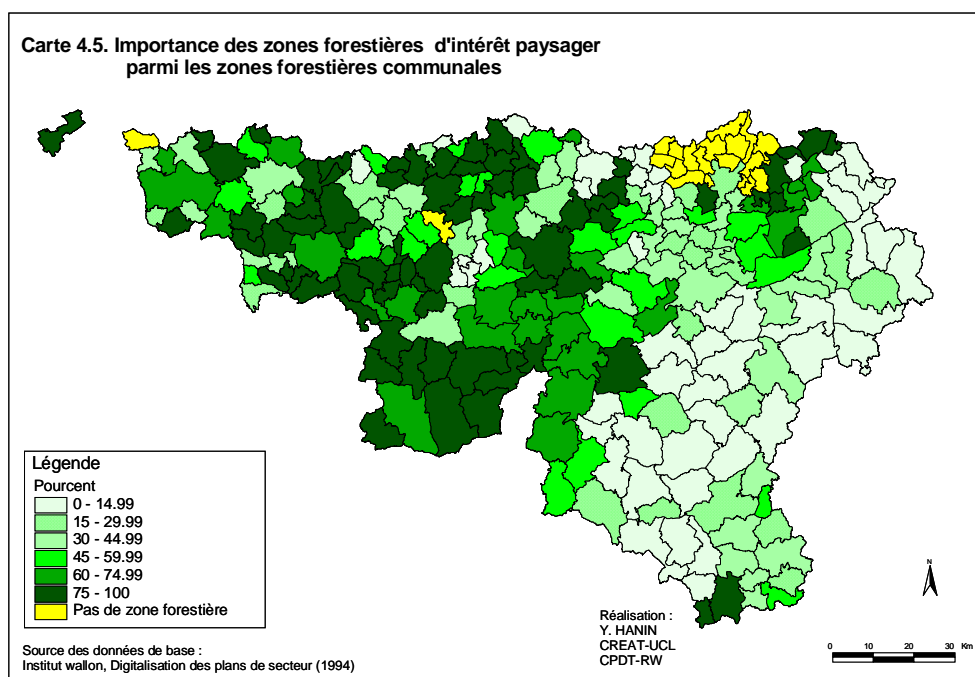 Carte 4.5. Importance des zones forestières d'intérêt paysager
parmi les zones forestières communales
Légende
Pourcent
0 - 14.99
15 - 29.99
30 - 44.99
45 - 59.99
60 - 74.99
75 - 100
Pas de zone forestière
Source des données de base :
Institut wallon, Digitalisation des plans de secteur (1994)
Réalisation :
Y. HANIN
CREAT-UCL
CPDT-RW
N
0 10 20 30 Km